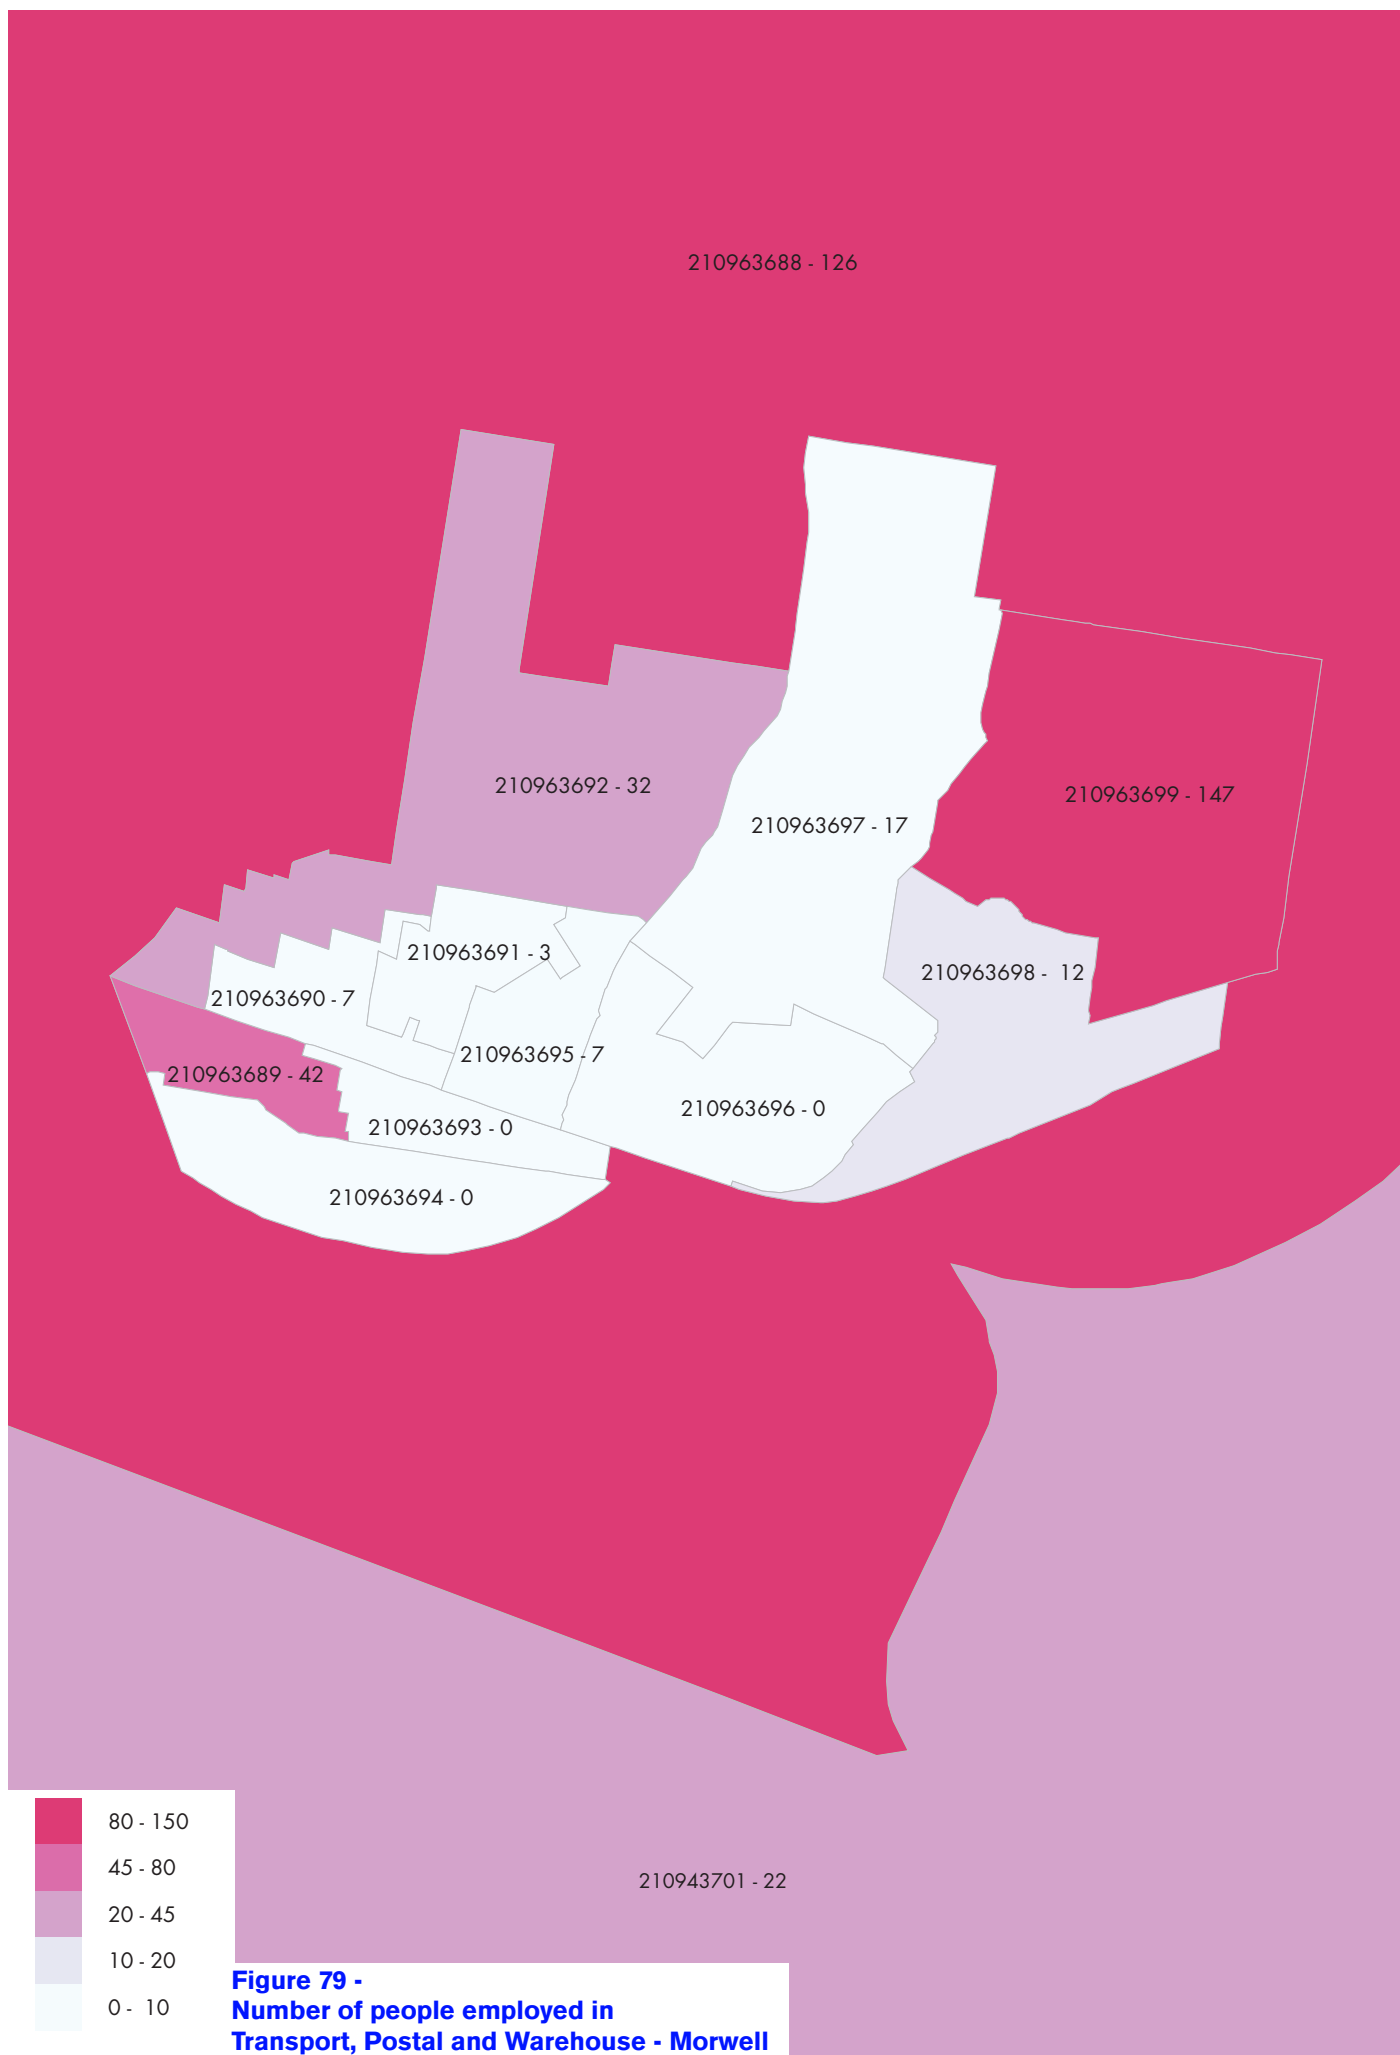 210963688 - 126
210963692 - 32
210963699 - 147
210963697 - 17
210963691 - 3
210963698 - 12
210963690 - 7
210963695 - 7
210963689 - 42
210963696 - 0
210963693 - 0
210963694 - 0
80 - 150
45 - 80
210943701 - 22
20 - 45
10 - 20
0 - 10
Figure 79 -
Number of people employed in
Transport, Postal and Warehouse - Morwell